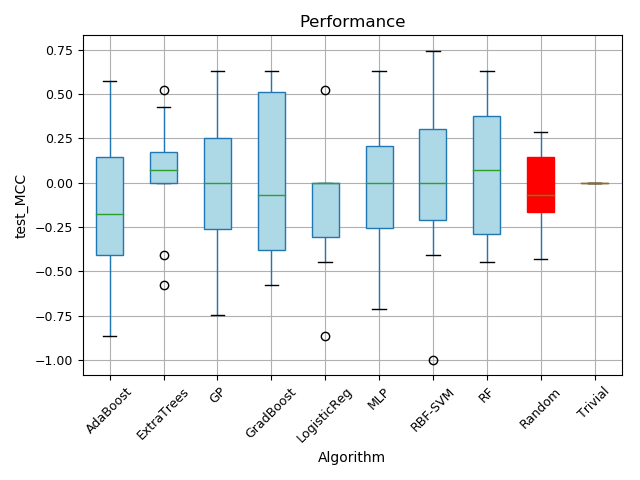 Performance
test_MCC
0.75
0.50
0.25
0.00
−0.25
−0.50
−0.75
−1.00
AdaBoost
ExtraTrees
GP
GradBoost
LogisticReg
MLP
RBF-SVM
RF
Random
Trivial
Algorithm